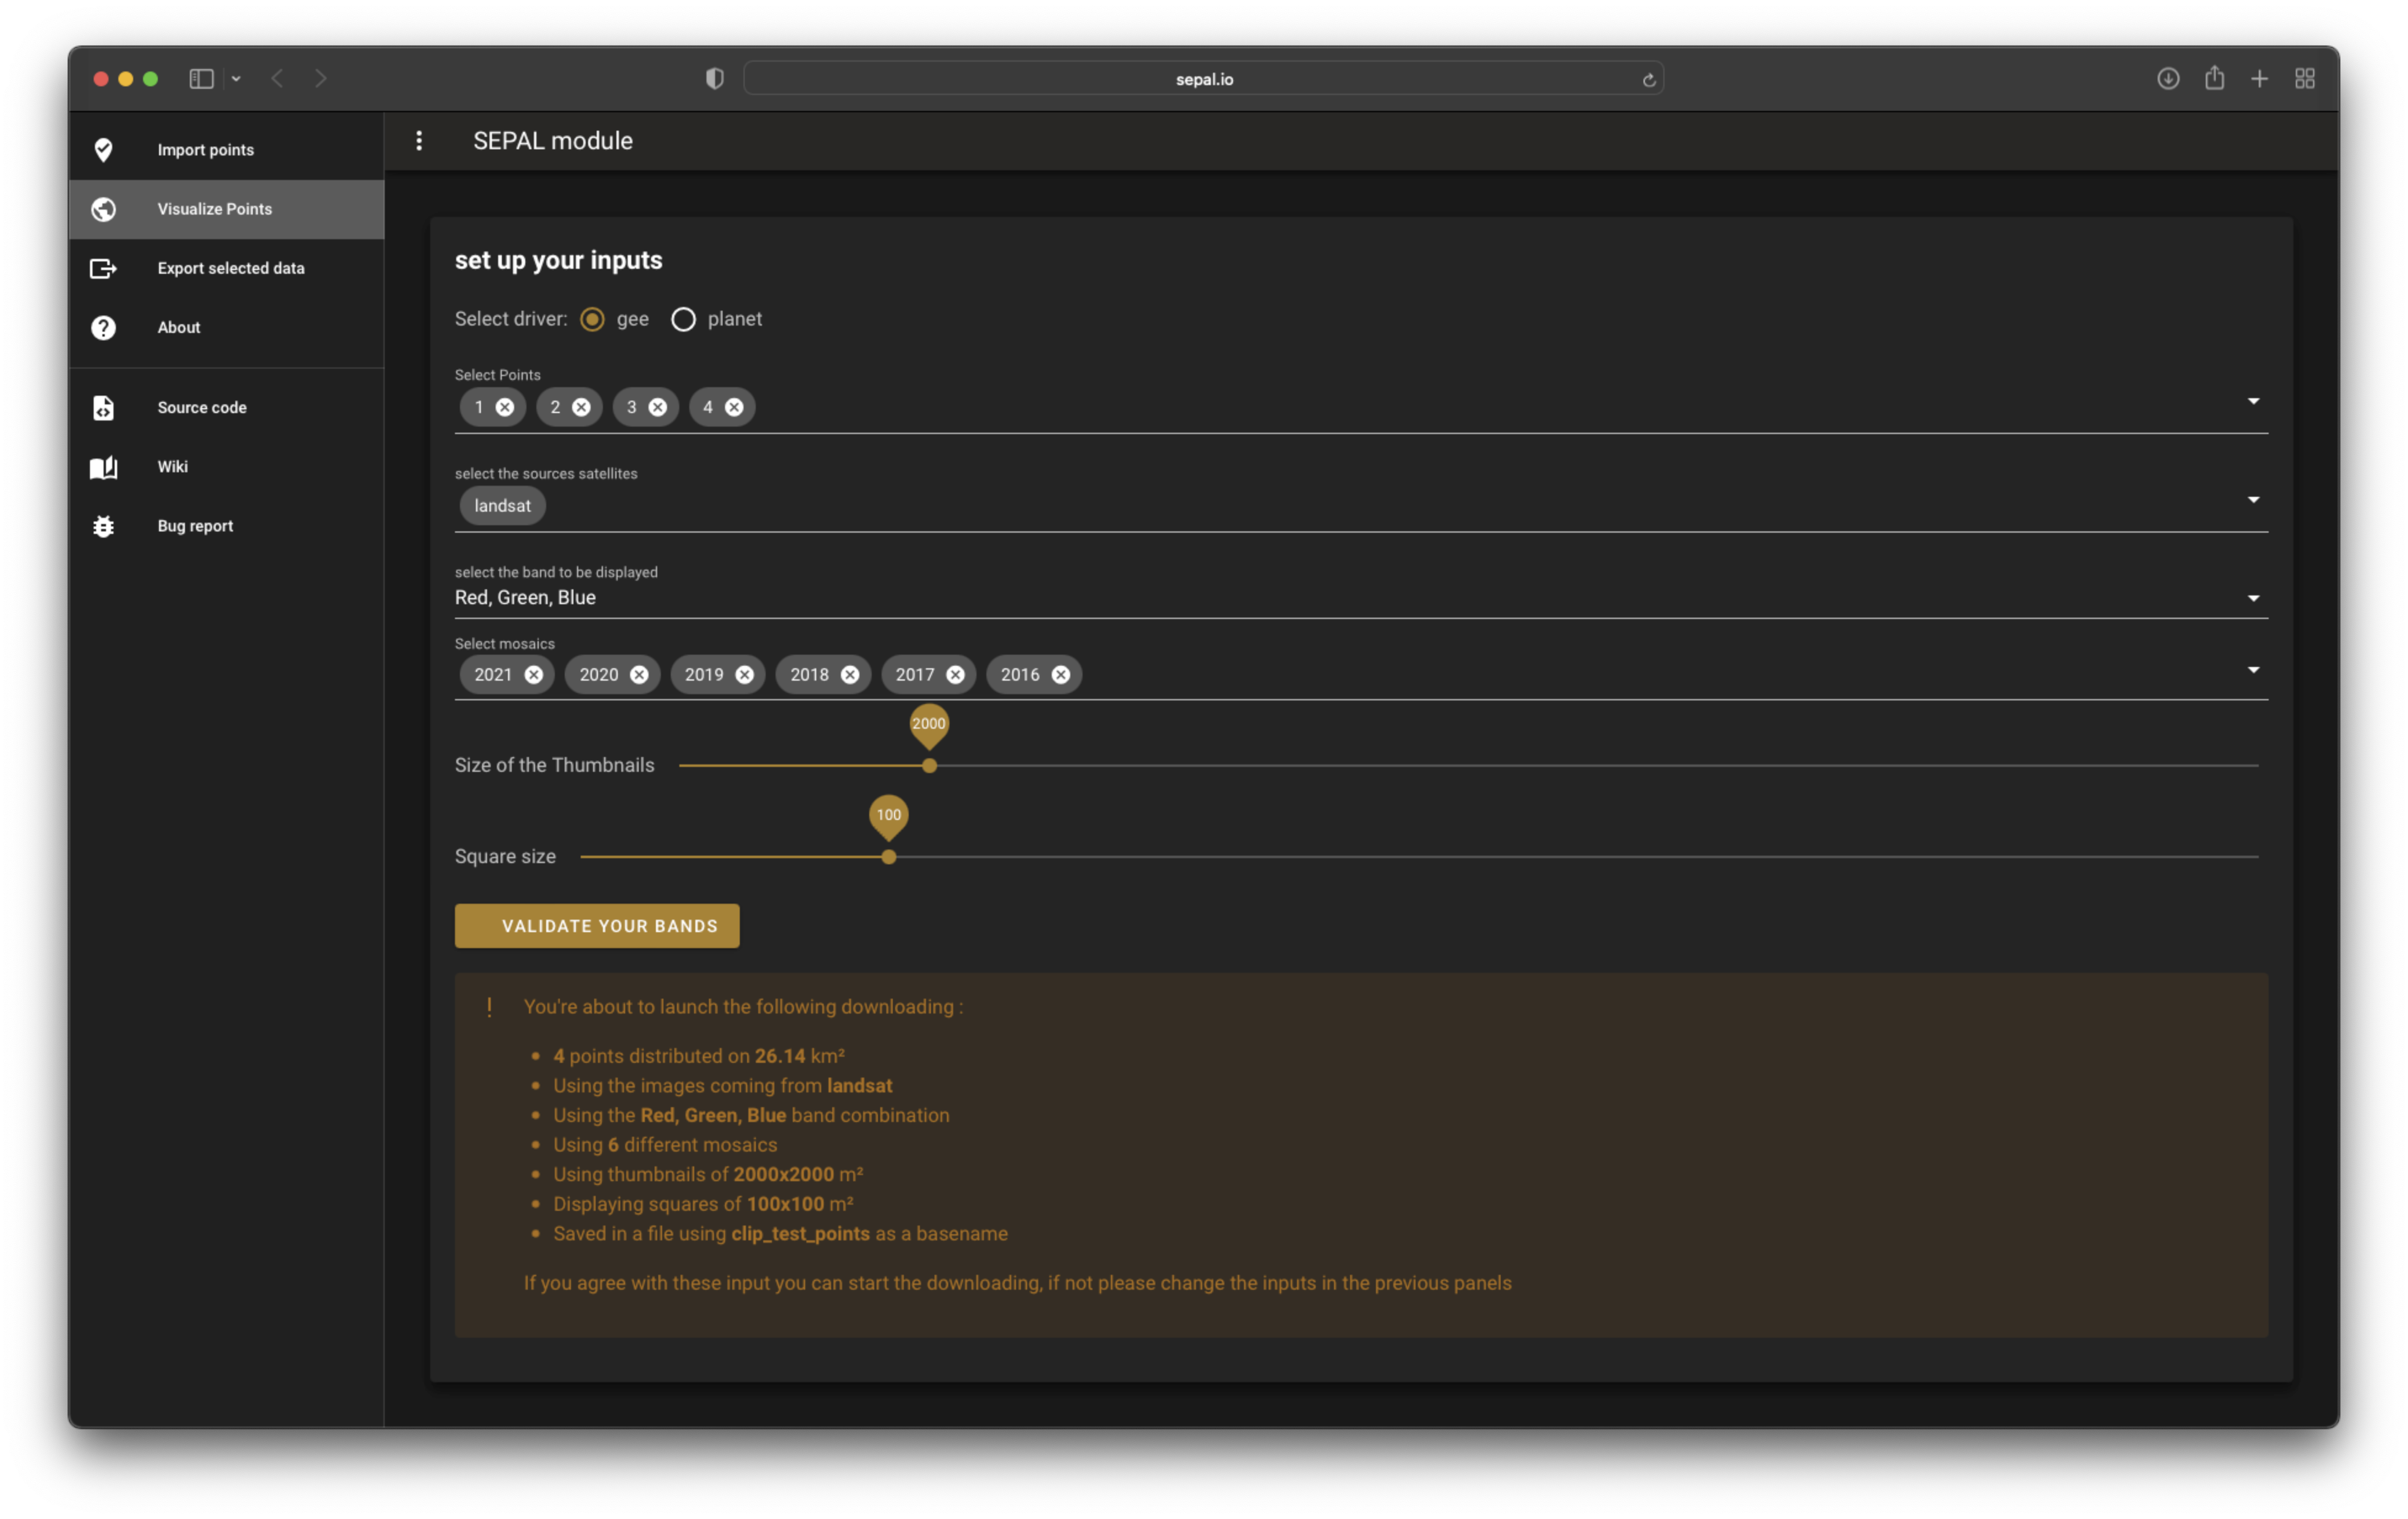 sepal.io
Import points
Visualize Points
Export selected data
About
Source code
Wiki
Bug report
SEPAL module
set up your inputs
Select driver: gee planet
Select Points
1 2 3 4
select the sources satellites
landsat
select the band to be displayed
Red, Green, Blue
Select mosaics
2021 2020 2019 2018 2017 2016
2000
Size of the Thumbnails
100
Square size
VALIDATE YOUR BANDS
! You're about to launch the following downloading :
• 4 points distributed on 26.14 km²
• Using the images coming from landsat
• Using the Red, Green, Blue band combination
• Using 6 different mosaics
• Using thumbnails of 2000x2000 m²
• Displaying squares of 100x100 m²
• Saved in a file using clip_test_points as a basename
If you agree with these input you can start the downloading, if not please change the inputs in the previous panels